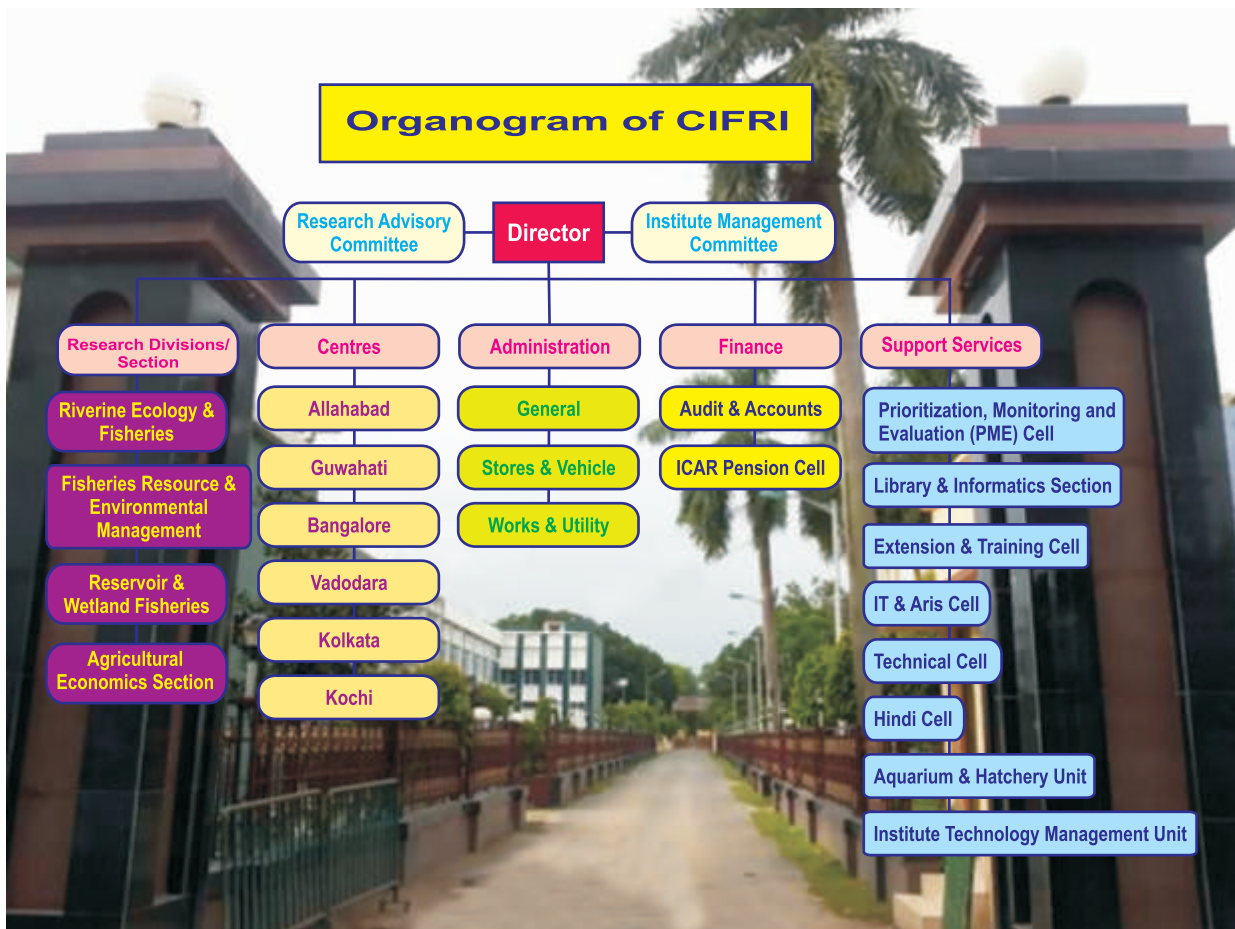 Organogram of CIFRI
Research Advisory
Committee
Director
Institute Management
Committee
Research Divisions/
Section
Riverine Ecology &
Fisheries
Fisheries Resource &
Environmental
Management
Reservoir &
Wetland Fisheries
Agricultural
Economics Section
Centres
Allahabad
Guwahati
Bangalore
Vadodara
Kolkata
Kochi
Administration
General
Stores & Vehicle
Works & Utility
Finance
Audit & Accounts
ICAR Pension Cell
Support Services
Prioritization, Monitoring and
Evaluation (PME) Cell
Library & Informatics Section
Extension & Training Cell
IT & Aris Cell
Technical Cell
Hindi Cell
Aquarium & Hatchery Unit
Institute Technology Management Unit